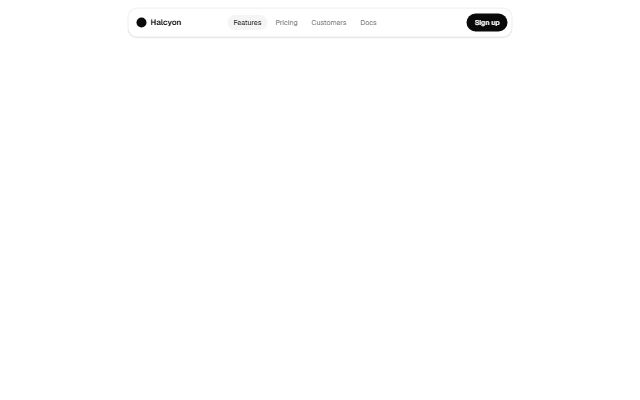 Halcyon
Features
Pricing
Customers
Docs
Sign up